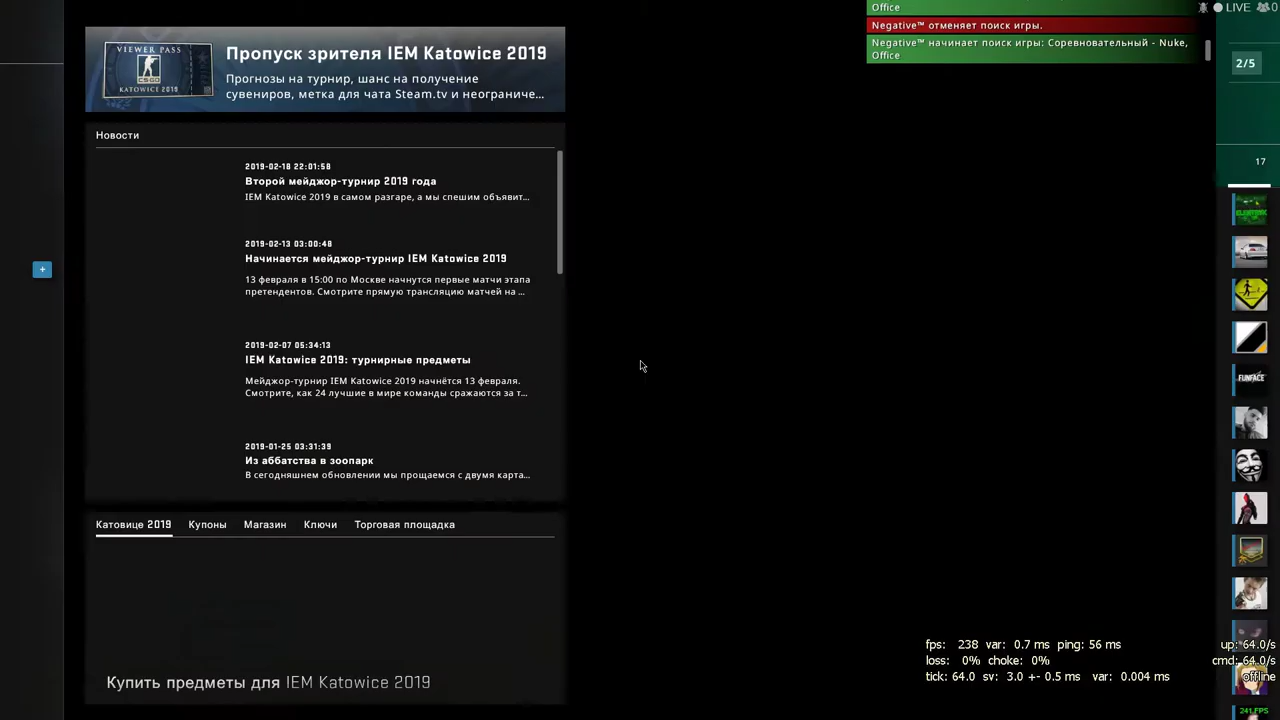 Office
Negative™ отменяет поиск игры.
Negative™ начинает поиск игры: Соревновательный - Nuke,
Office
LIVE
0
2/5
17
VIEWER PASS
CS:GO
KATOWICE 2019
Пропуск зрителя IEM Katowice 2019
Прогнозы на турнир, шанс на получение
сувениров, метка для чата Steam.tv и неограниче...
Новости
2019-02-18 22:01:58
Второй мейджор-турнир 2019 года
IEM Katowice 2019 в самом разгаре, а мы спешим объявит...
2019-02-13 03:00:48
Начинается мейджор-турнир IEM Katowice 2019
13 февраля в 15:00 по Москве начнутся первые матчи этапа
претендентов. Смотрите прямую трансляцию матчей на ...
2019-02-07 05:34:13
IEM Katowice 2019: турнирные предметы
Мейджор-турнир IEM Katowice 2019 начнётся 13 февраля.
Смотрите, как 24 лучшие в мире команды сражаются за т...
2019-01-25 03:31:39
Из аббатства в зоопарк
В сегодняшнем обновлении мы прощаемся с двумя карта...
Катовице 2019 Купоны Магазин Ключи Торговая площадка
Купить предметы для IEM Katowice 2019
FUNFACE
fps: 238 var: 0.7 ms ping: 56 ms
loss: 0% choke: 0%
tick: 64.0 sv: 3.0 +- 0.5 ms var: 0.004 ms
up: 64.0/s
cmd: 64.0/s
offline
241 FPS